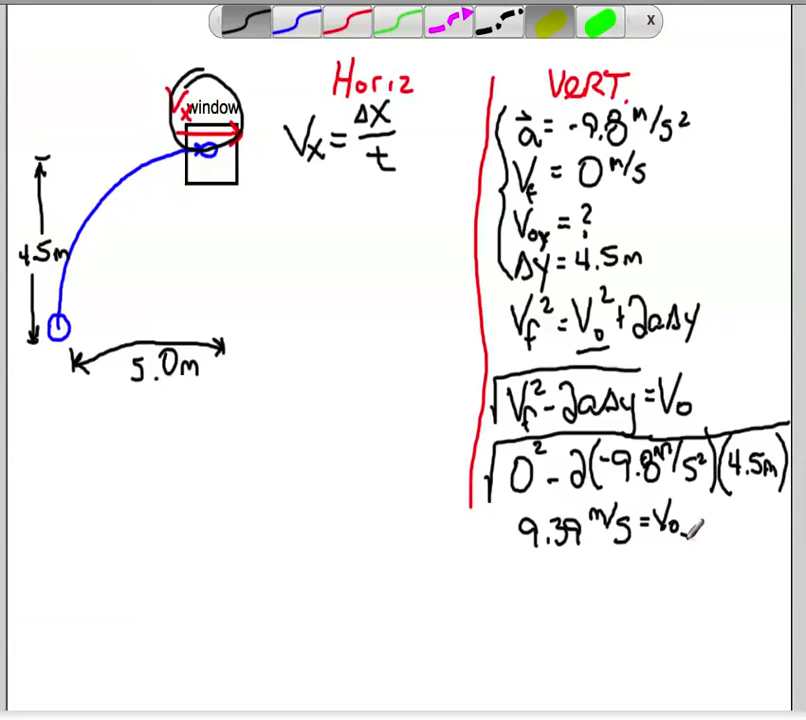 x
Horiz
VERT.
window
Vx
Vx = Δx / t
a⃗ = -9.8 m/s²
Vf = 0 m/s
Voy = ?
Δy = 4.5m
4.5m
5.0m
Vf² = Vo² + 2aΔy
√Vf² - 2aΔy = Vo
√0² - 2(-9.8 m/s²)(4.5m)
9.39 m/s = Vo